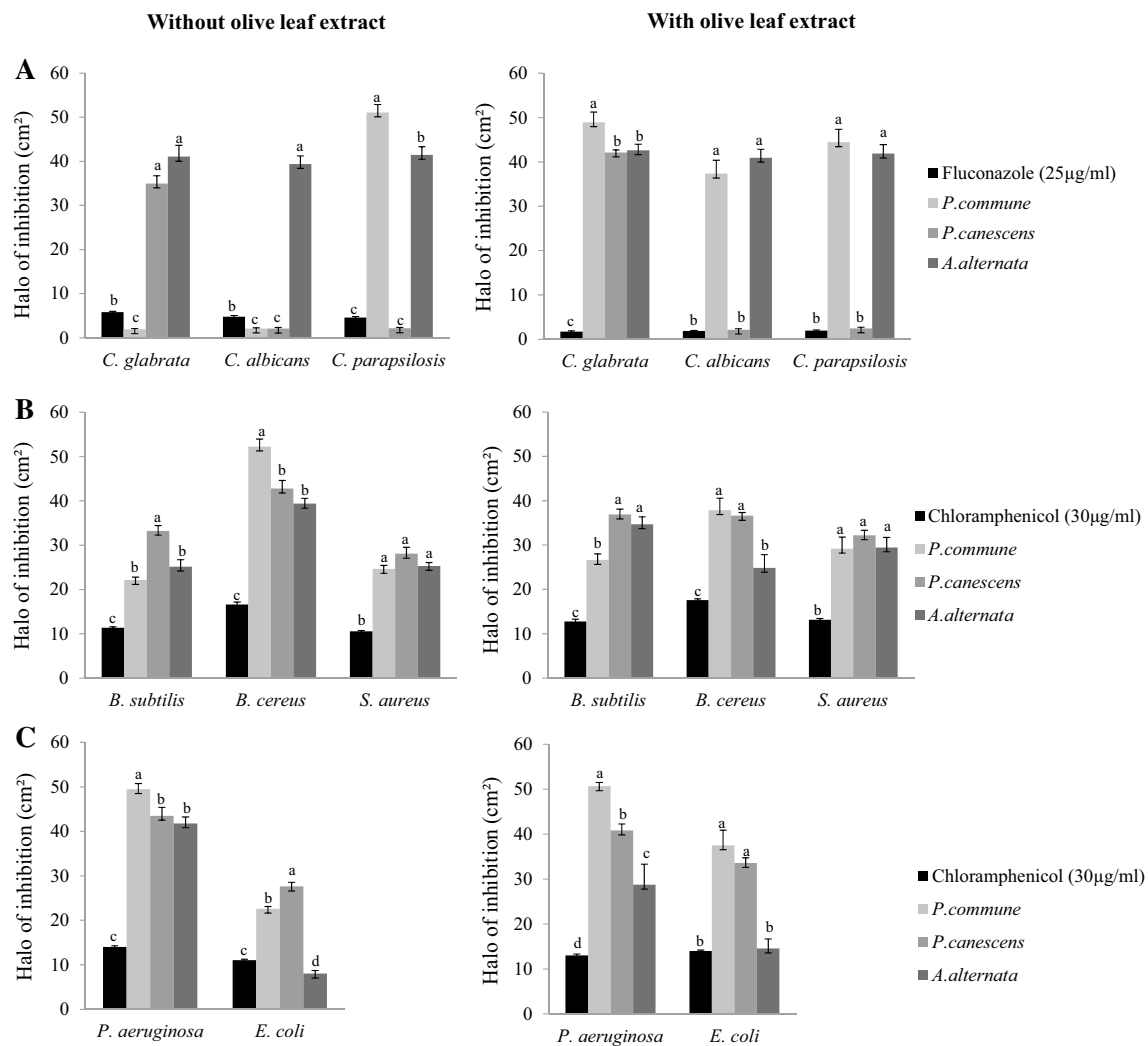 Without olive leaf extract
With olive leaf extract
A
Halo of inhibition (cm²)
60
50
40
30
20
10
0
b
c
a
a
b
c
c
a
c
a
c
b
C. glabrata
C. albicans
C. parapsilosis
Halo of inhibition (cm²)
60
50
40
30
20
10
0
c
a
b
b
b
a
b
a
b
a
b
a
C. glabrata
C. albicans
C. parapsilosis
Fluconazole (25µg/ml)
P.commune
P.canescens
A.alternata
B
Halo of inhibition (cm²)
60
50
40
30
20
10
0
c
b
a
b
c
a
b
b
b
a
a
a
B. subtilis
B. cereus
S. aureus
Halo of inhibition (cm²)
60
50
40
30
20
10
0
c
b
a
a
c
a
a
b
b
a
a
a
B. subtilis
B. cereus
S. aureus
Chloramphenicol (30µg/ml)
P.commune
P.canescens
A.alternata
C
Halo of inhibition (cm²)
60
50
40
30
20
10
0
c
a
b
b
c
b
a
d
P. aeruginosa
E. coli
Halo of inhibition (cm²)
60
50
40
30
20
10
0
d
a
b
c
b
a
a
b
P. aeruginosa
E. coli
Chloramphenicol (30µg/ml)
P.commune
P.canescens
A.alternata